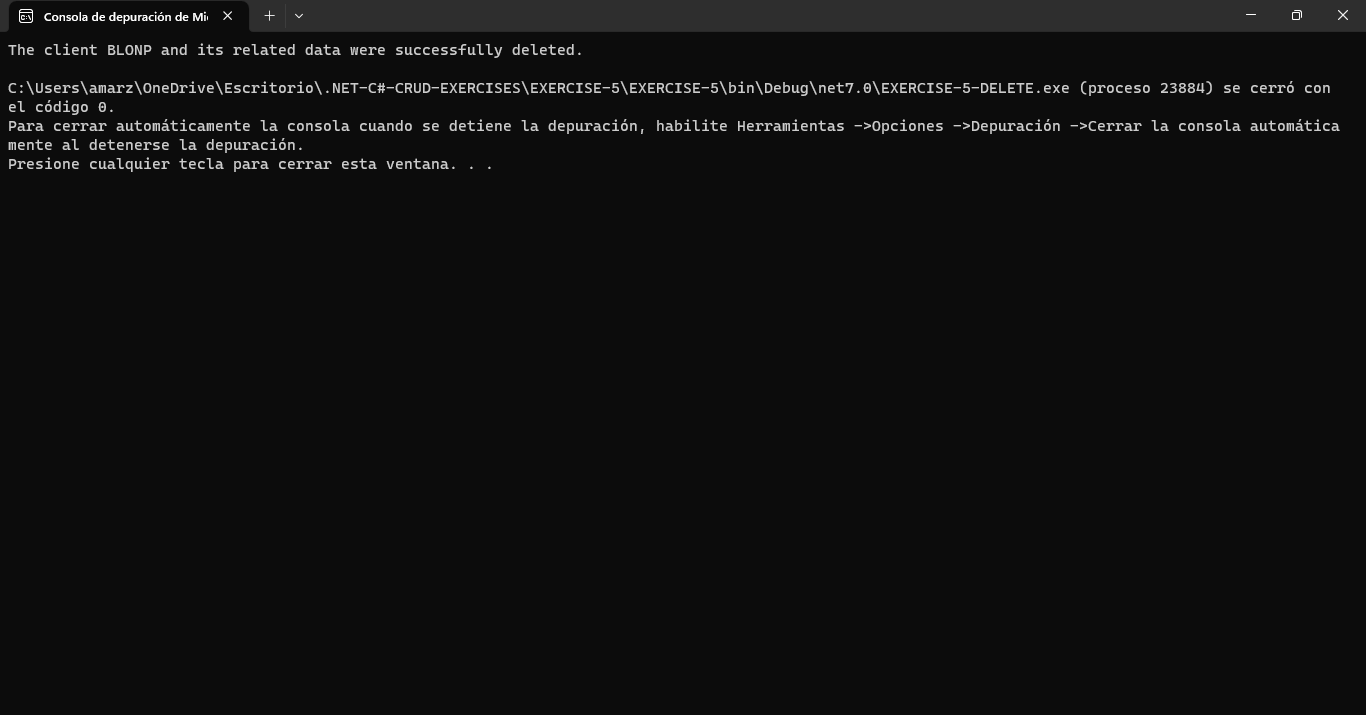 Consola de depuración de Mi
The client BLONP and its related data were successfully deleted.
C:\Users\amarz\OneDrive\Escritorio\.NET-C#-CRUD-EXERCISES\EXERCISE-5\EXERCISE-5\bin\Debug\net7.0\EXERCISE-5-DELETE.exe (proceso 23884) se cerró con
el código 0.
Para cerrar automáticamente la consola cuando se detiene la depuración, habilite Herramientas ->Opciones ->Depuración ->Cerrar la consola automática
mente al detenerse la depuración.
Presione cualquier tecla para cerrar esta ventana. . .